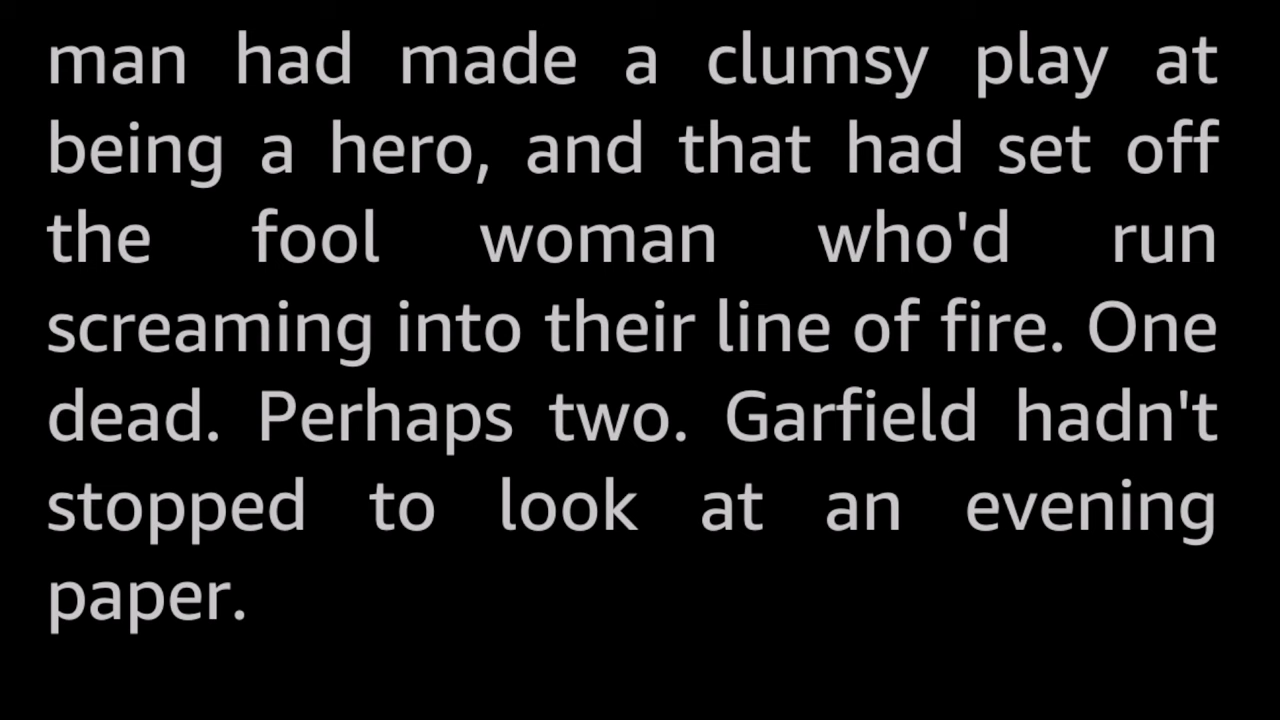 man had made a clumsy play at
being a hero, and that had set off
the fool woman who'd run
screaming into their line of fire. One
dead. Perhaps two. Garfield hadn't
stopped to look at an evening
paper.